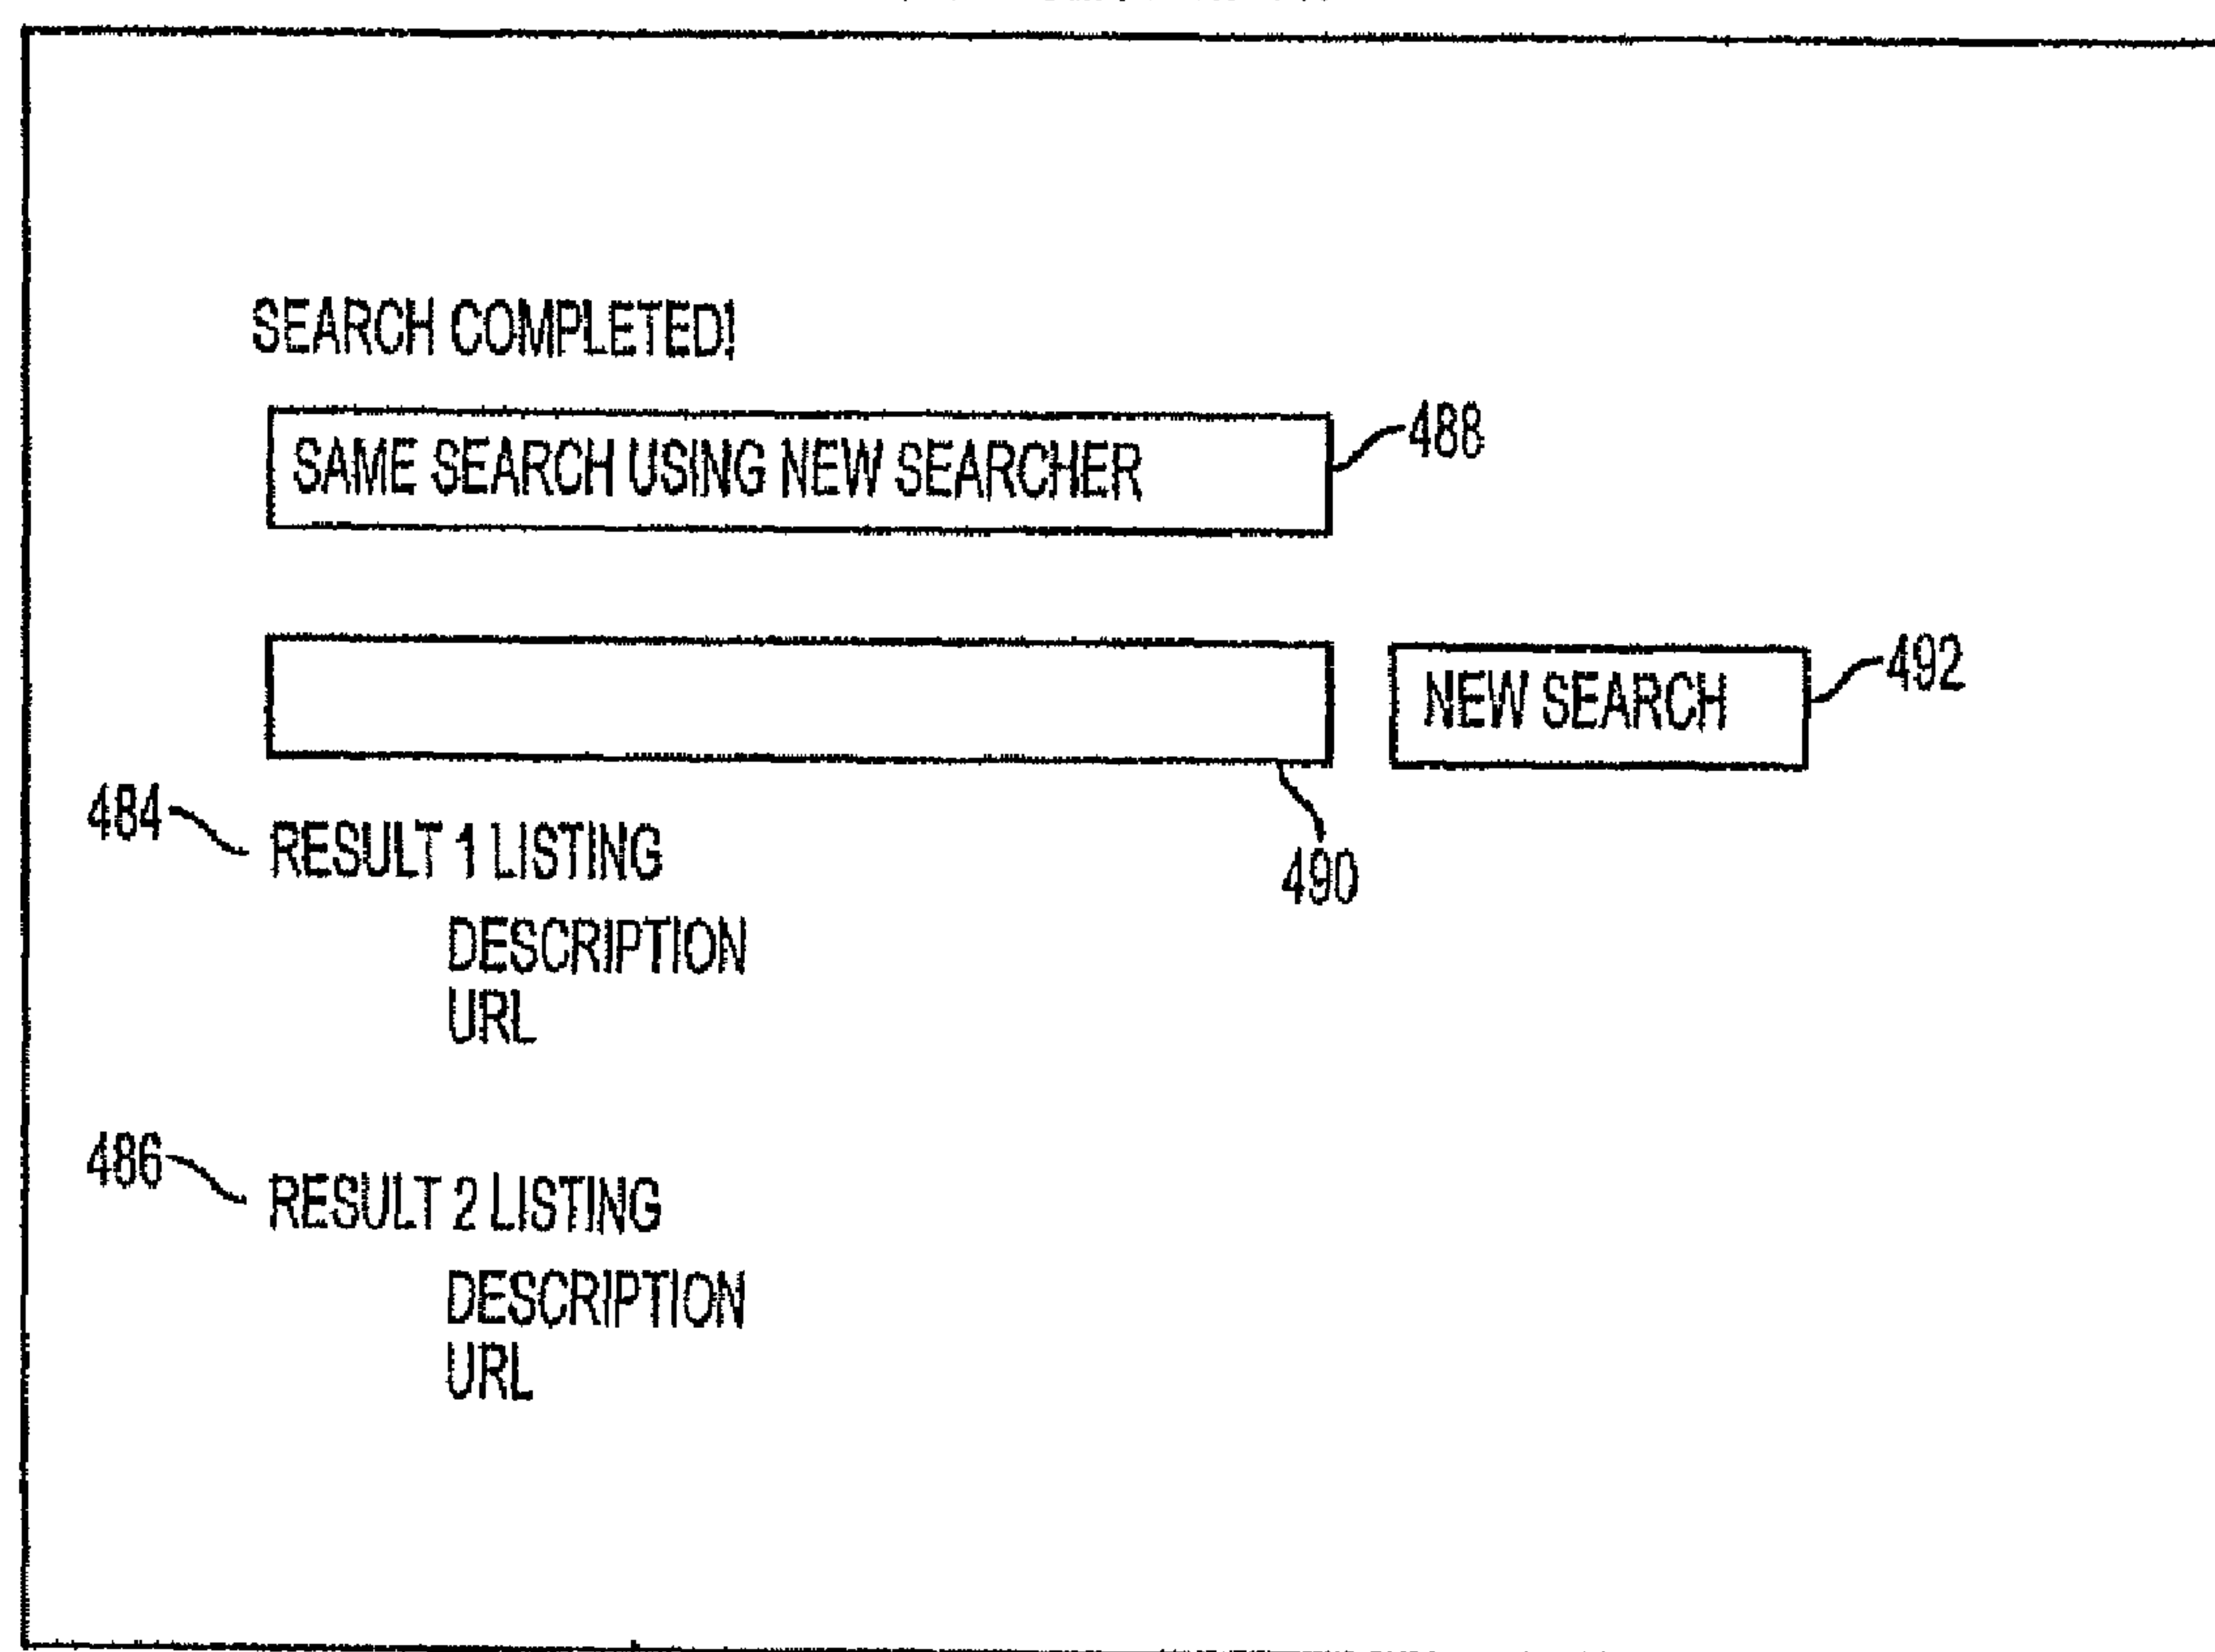 SEARCH COMPLETED!
SAME SEARCH USING NEW SEARCHER
488
NEW SEARCH
492
484
RESULT 1 LISTING
490
DESCRIPTION
URL
486
RESULT 2 LISTING
DESCRIPTION
URL